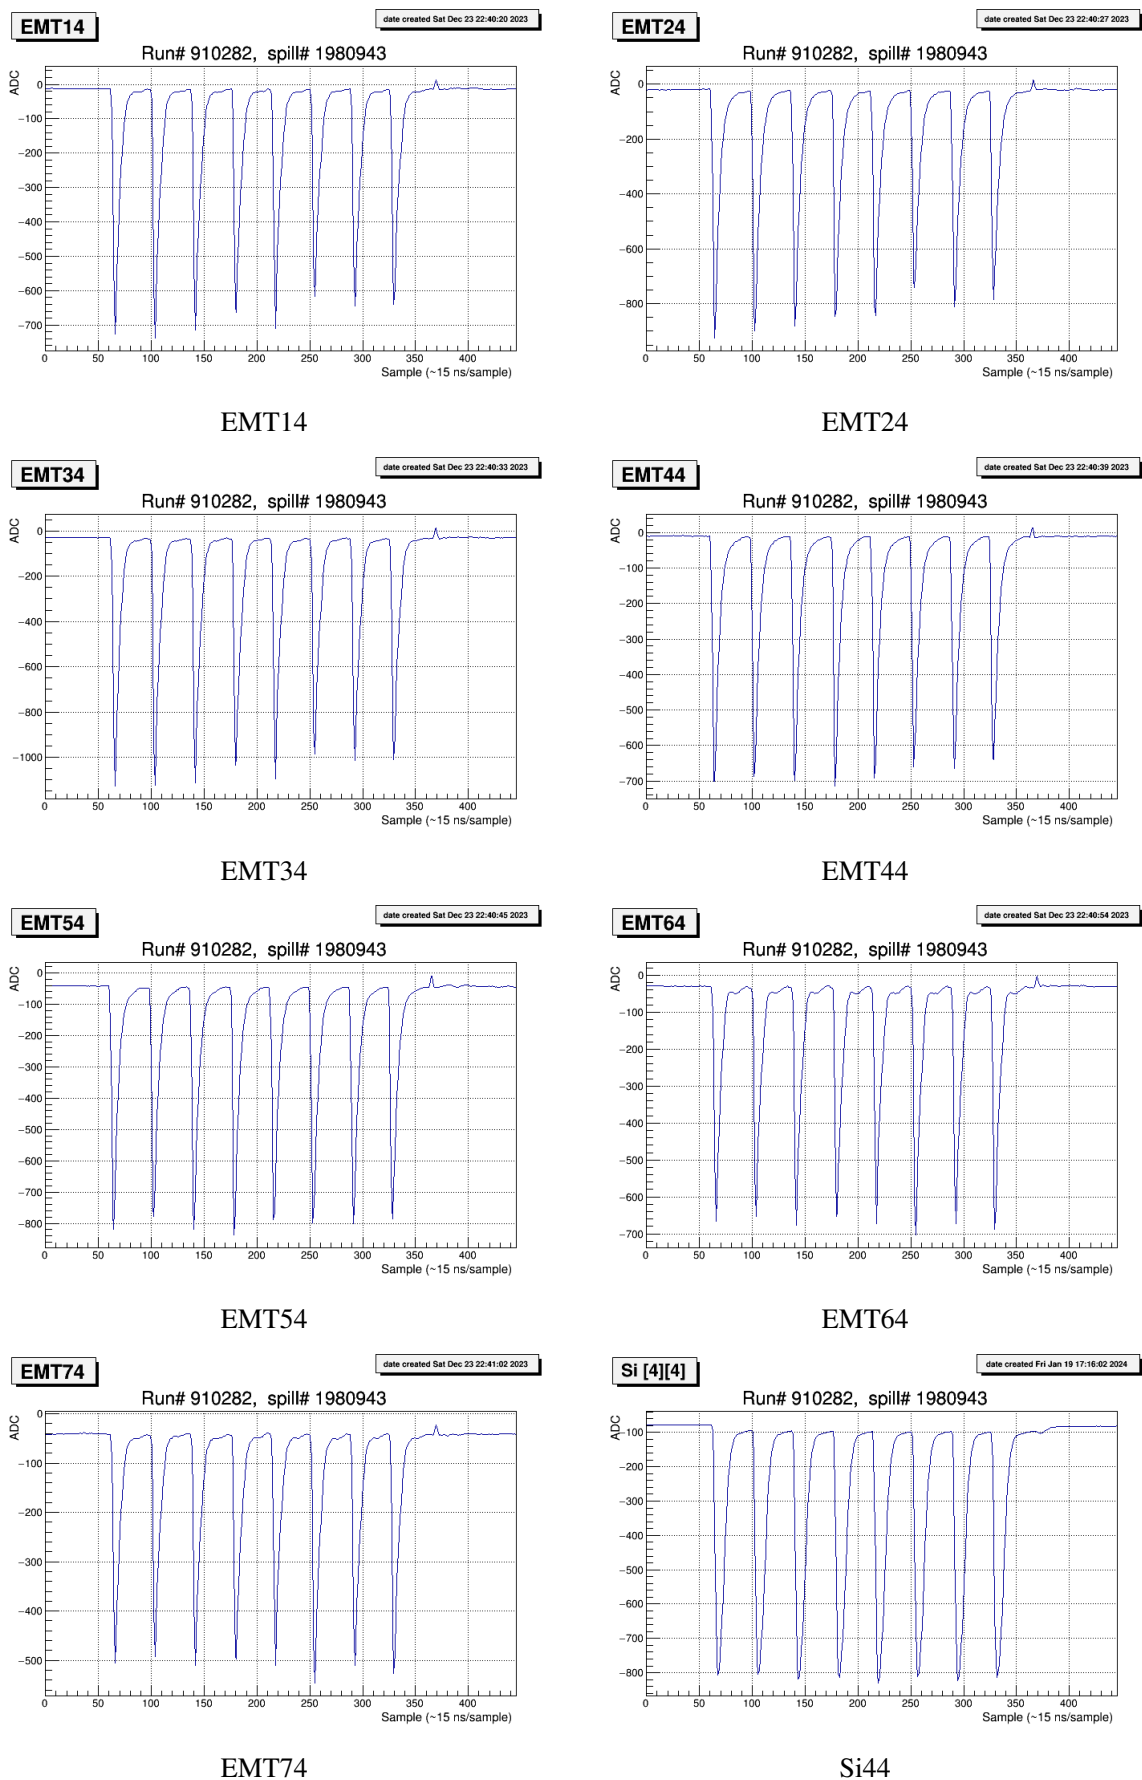 EMT14 date created Sat Dec 23 22:40:20 2023
Run# 910282, spill# 1980943
ADC
0
−100
−200
−300
−400
−500
−600
−700
0 50 100 150 200 250 300 350 400
Sample (~15 ns/sample)
EMT14
EMT24 date created Sat Dec 23 22:40:27 2023
Run# 910282, spill# 1980943
ADC
0
−200
−400
−600
−800
0 50 100 150 200 250 300 350 400
Sample (~15 ns/sample)
EMT24
EMT34 date created Sat Dec 23 22:40:33 2023
Run# 910282, spill# 1980943
ADC
0
−200
−400
−600
−800
−1000
0 50 100 150 200 250 300 350 400
Sample (~15 ns/sample)
EMT34
EMT44 date created Sat Dec 23 22:40:39 2023
Run# 910282, spill# 1980943
ADC
0
−100
−200
−300
−400
−500
−600
−700
0 50 100 150 200 250 300 350 400
Sample (~15 ns/sample)
EMT44
EMT54 date created Sat Dec 23 22:40:45 2023
Run# 910282, spill# 1980943
ADC
0
−100
−200
−300
−400
−500
−600
−700
−800
0 50 100 150 200 250 300 350 400
Sample (~15 ns/sample)
EMT54
EMT64 date created Sat Dec 23 22:40:54 2023
Run# 910282, spill# 1980943
ADC
0
−100
−200
−300
−400
−500
−600
−700
0 50 100 150 200 250 300 350 400
Sample (~15 ns/sample)
EMT64
EMT74 date created Sat Dec 23 22:41:02 2023
Run# 910282, spill# 1980943
ADC
0
−100
−200
−300
−400
−500
0 50 100 150 200 250 300 350 400
Sample (~15 ns/sample)
EMT74
Si [4][4] date created Fri Jan 19 17:16:02 2024
Run# 910282, spill# 1980943
ADC
−100
−200
−300
−400
−500
−600
−700
−800
0 50 100 150 200 250 300 350 400
Sample (~15 ns/sample)
Si44